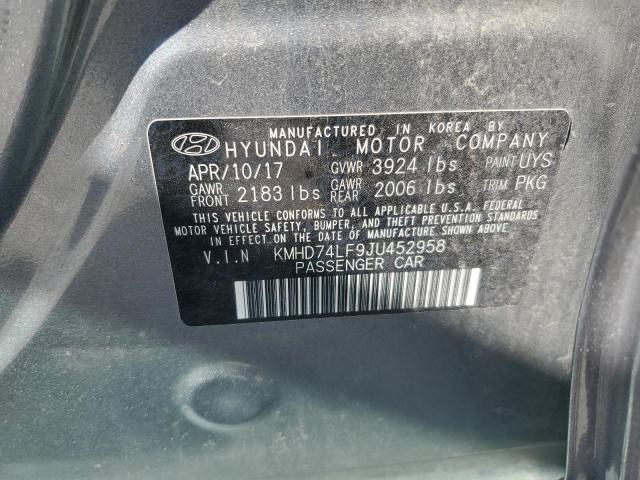 MANUFACTURED IN KOREA BY
HYUNDAI MOTOR COMPANY
APR/10/17 GVWR 3924 lbs PAINT UYS
GAWR FRONT 2183 lbs GAWR REAR 2006 lbs TRIM PKG
THIS VEHICLE CONFORMS TO ALL APPLICABLE U.S.A. FEDERAL
MOTOR VEHICLE SAFETY, BUMPER, AND THEFT PREVENTION STANDARDS
IN EFFECT ON THE DATE OF MANUFACTURE SHOWN ABOVE.
V.I.N KMHD74LF9JU452958
PASSENGER CAR